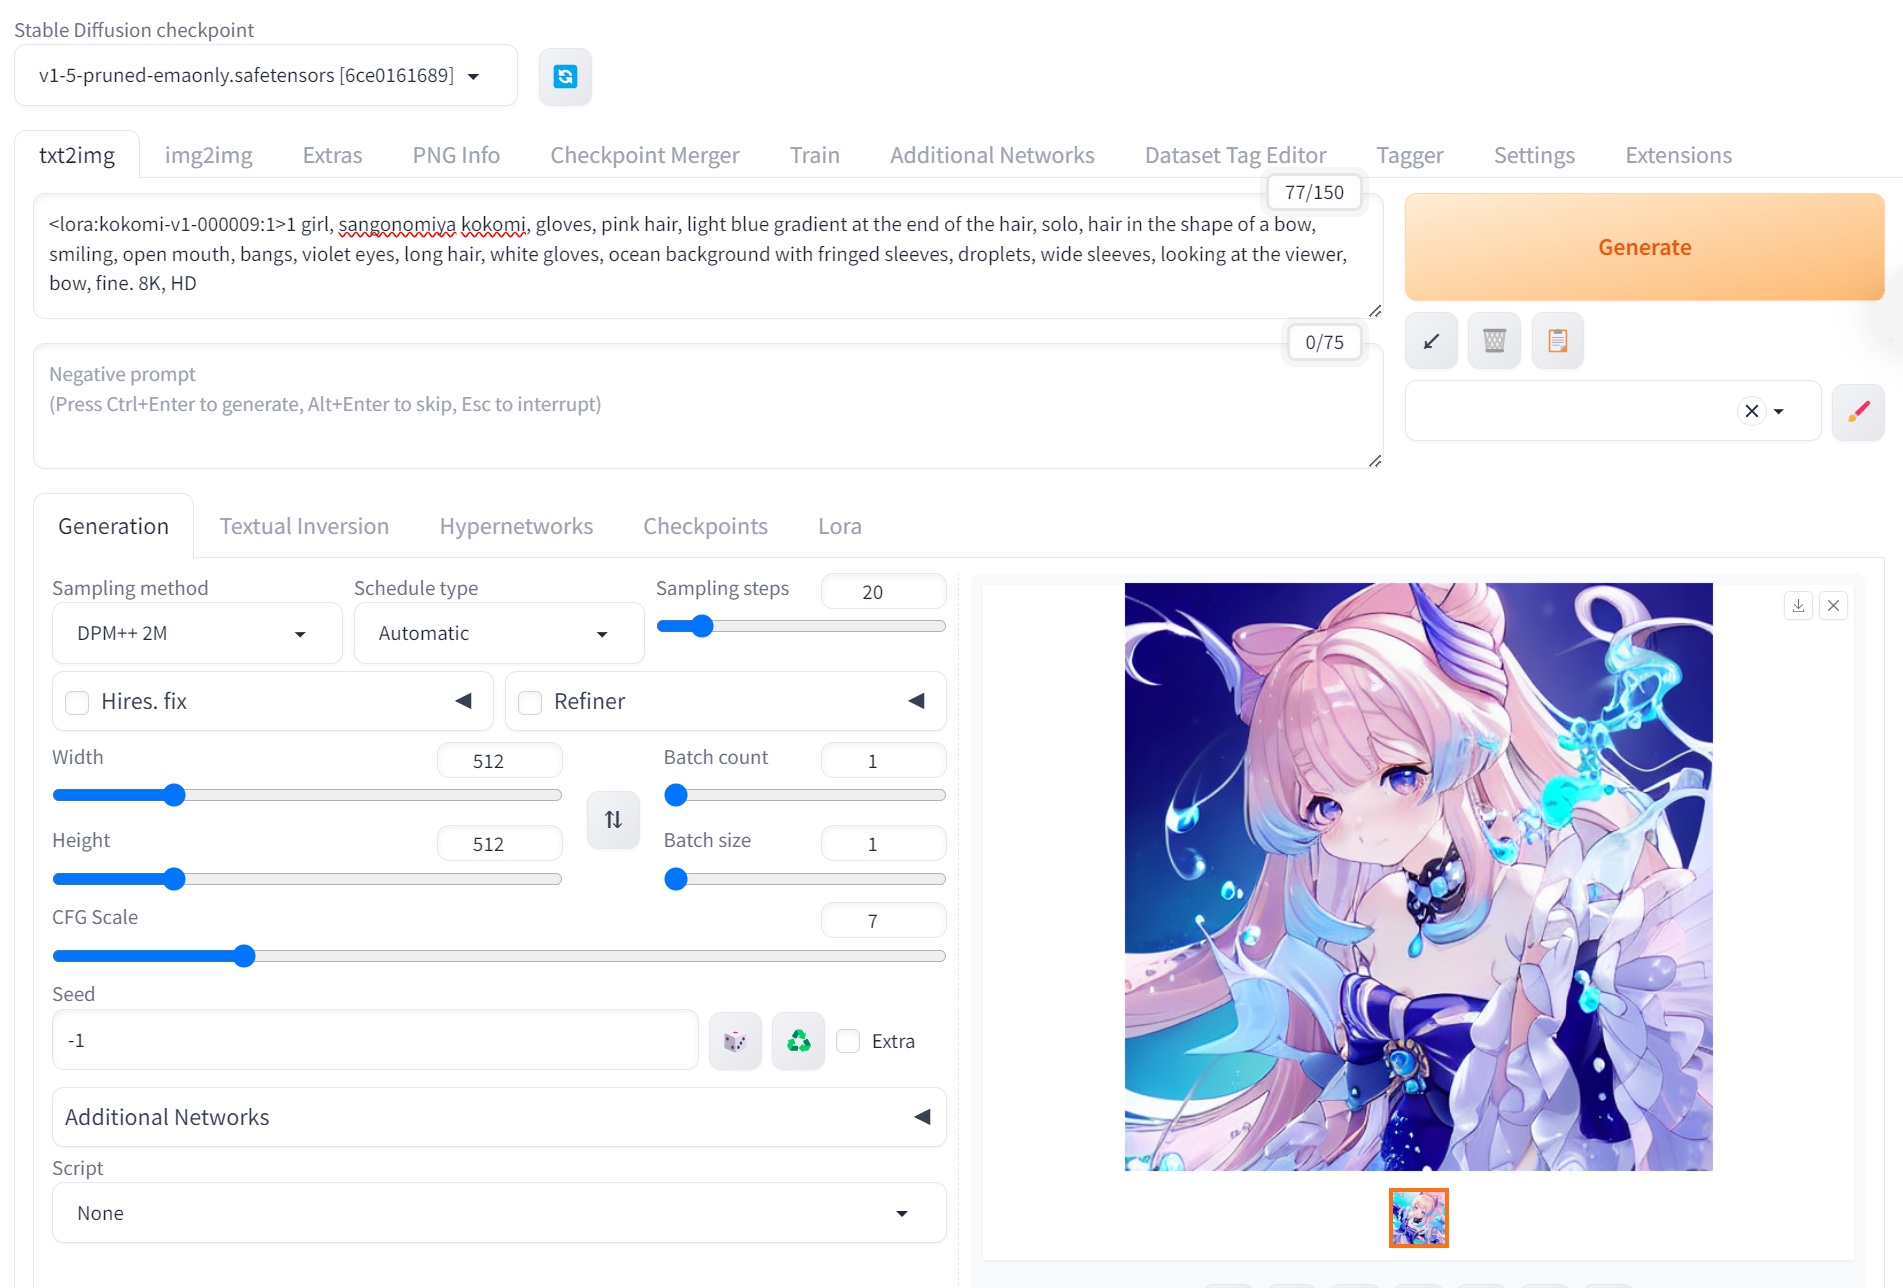 Stable Diffusion checkpoint
v1-5-pruned-emaonly.safetensors [6ce0161689]
txt2img img2img Extras PNG Info Checkpoint Merger Train Additional Networks Dataset Tag Editor Tagger Settings Extensions
77/150
<lora:kokomi-v1-000009:1>1 girl, sangonomiya kokomi, gloves, pink hair, light blue gradient at the end of the hair, solo, hair in the shape of a bow,
smiling, open mouth, bangs, violet eyes, long hair, white gloves, ocean background with fringed sleeves, droplets, wide sleeves, looking at the viewer,
bow, fine. 8K, HD
Generate
0/75
Negative prompt
(Press Ctrl+Enter to generate, Alt+Enter to skip, Esc to interrupt)
Generation Textual Inversion Hypernetworks Checkpoints Lora
Sampling method Schedule type Sampling steps 20
DPM++ 2M Automatic
Hires. fix Refiner
Width 512 Batch count 1
Height 512 Batch size 1
CFG Scale 7
Seed
-1 Extra
Additional Networks
Script
None